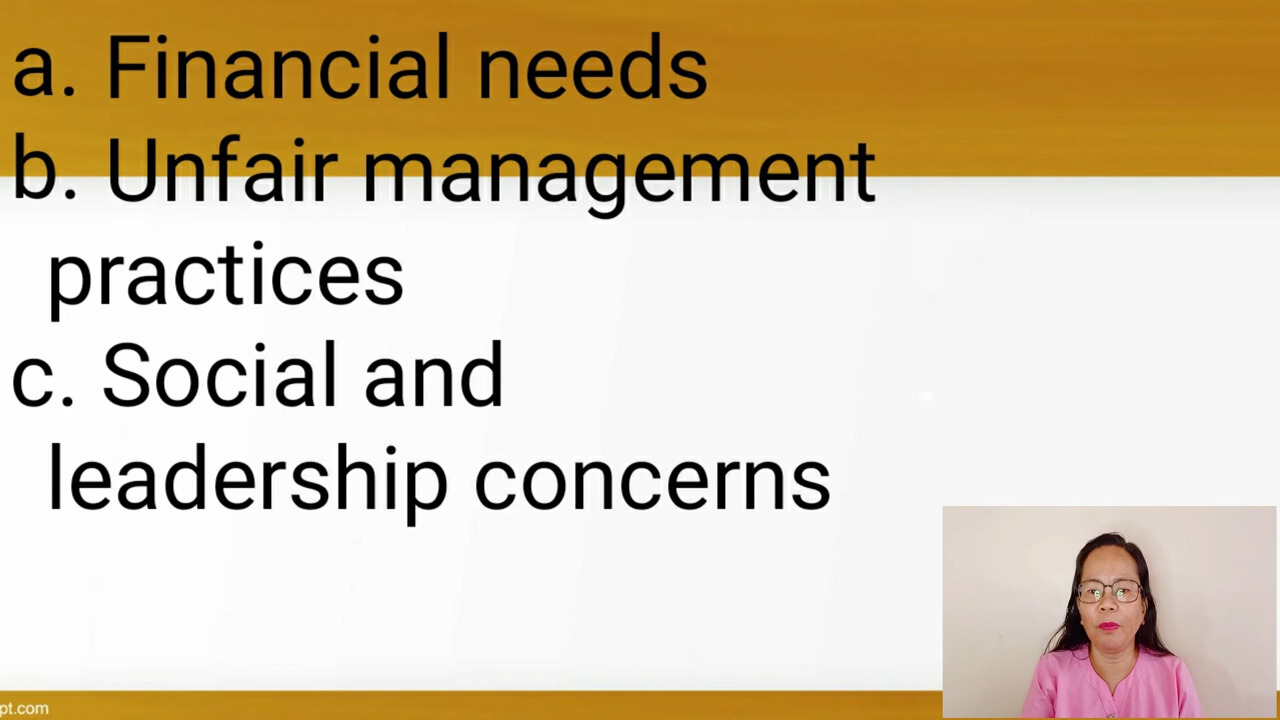 a. Financial needs
b. Unfair management
practices
c. Social and
leadership concerns
pt.com